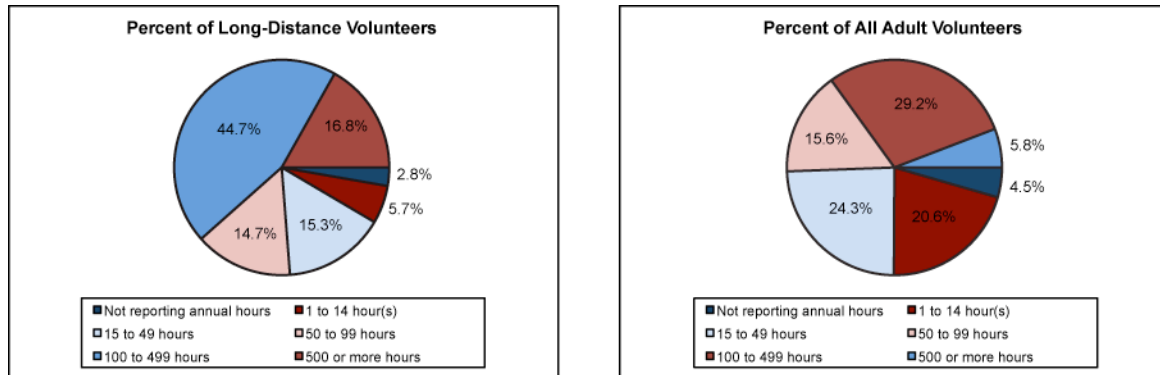 Percent of Long-Distance Volunteers
44.7%
16.8%
2.8%
5.7%
15.3%
14.7%
Not reporting annual hours 1 to 14 hour(s)
15 to 49 hours 50 to 99 hours
100 to 499 hours 500 or more hours
Percent of All Adult Volunteers
29.2%
15.6%
5.8%
4.5%
24.3%
20.6%
Not reporting annual hours 1 to 14 hour(s)
15 to 49 hours 50 to 99 hours
100 to 499 hours 500 or more hours